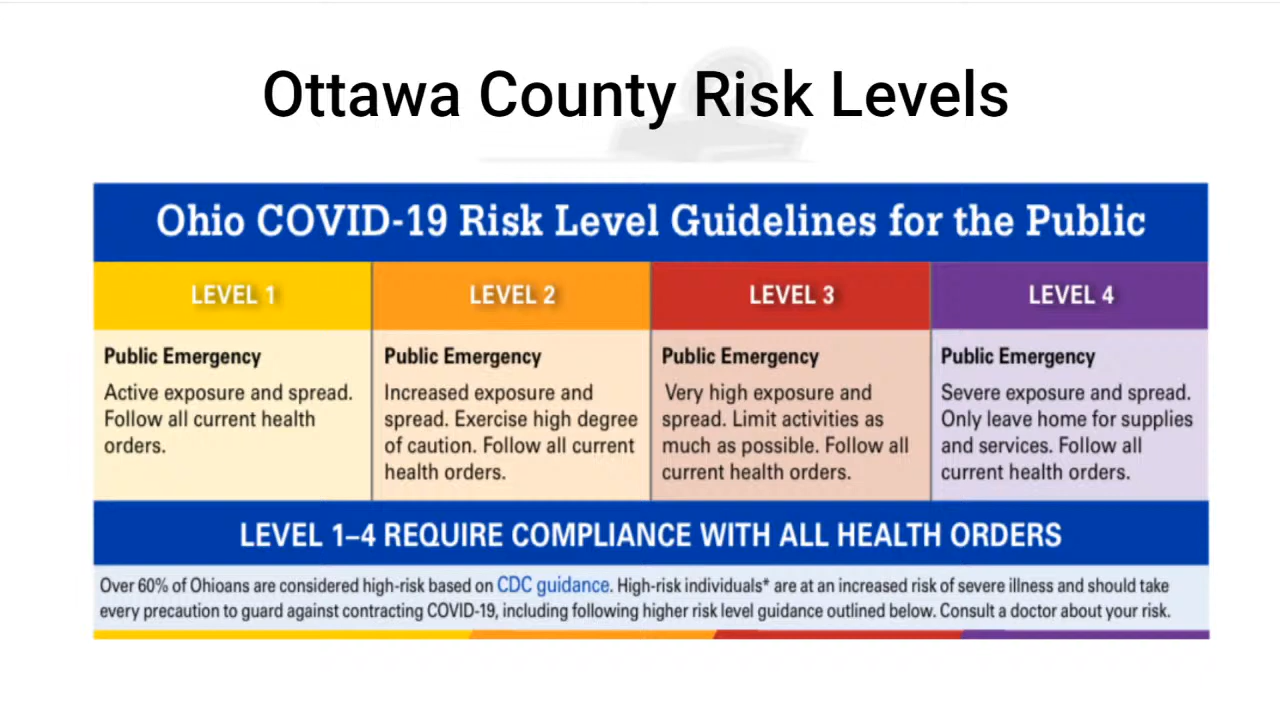 Ottawa County Risk Levels
Ohio COVID-19 Risk Level Guidelines for the Public
LEVEL 1
LEVEL 2
LEVEL 3
LEVEL 4
Public Emergency
Active exposure and spread.
Follow all current health
orders.
Public Emergency
Increased exposure and
spread. Exercise high degree
of caution. Follow all current
health orders.
Public Emergency
Very high exposure and
spread. Limit activities as
much as possible. Follow all
current health orders.
Public Emergency
Severe exposure and spread.
Only leave home for supplies
and services. Follow all
current health orders.
LEVEL 1–4 REQUIRE COMPLIANCE WITH ALL HEALTH ORDERS
Over 60% of Ohioans are considered high-risk based on CDC guidance. High-risk individuals* are at an increased risk of severe illness and should take
every precaution to guard against contracting COVID-19, including following higher risk level guidance outlined below. Consult a doctor about your risk.